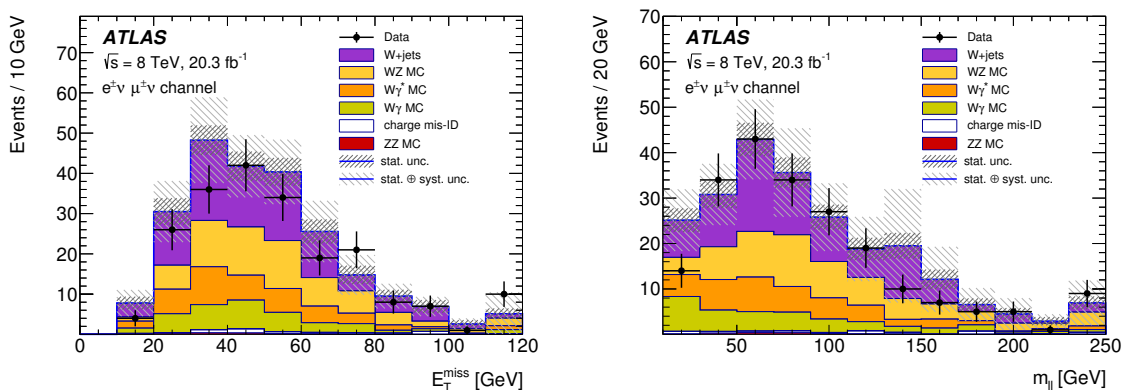 Events / 10 GeV
70
60
50
40
30
20
10
ATLAS
√s = 8 TeV, 20.3 fb⁻¹
e±ν μ±ν channel
Data
W+jets
WZ MC
Wγ* MC
Wγ MC
charge mis-ID
ZZ MC
stat. unc.
stat. ⊕ syst. unc.
0 20 40 60 80 100 120
E_T^miss [GeV]
Events / 20 GeV
70
60
50
40
30
20
10
ATLAS
√s = 8 TeV, 20.3 fb⁻¹
e±ν μ±ν channel
Data
W+jets
WZ MC
Wγ* MC
Wγ MC
charge mis-ID
ZZ MC
stat. unc.
stat. ⊕ syst. unc.
50 100 150 200 250
m_ll [GeV]